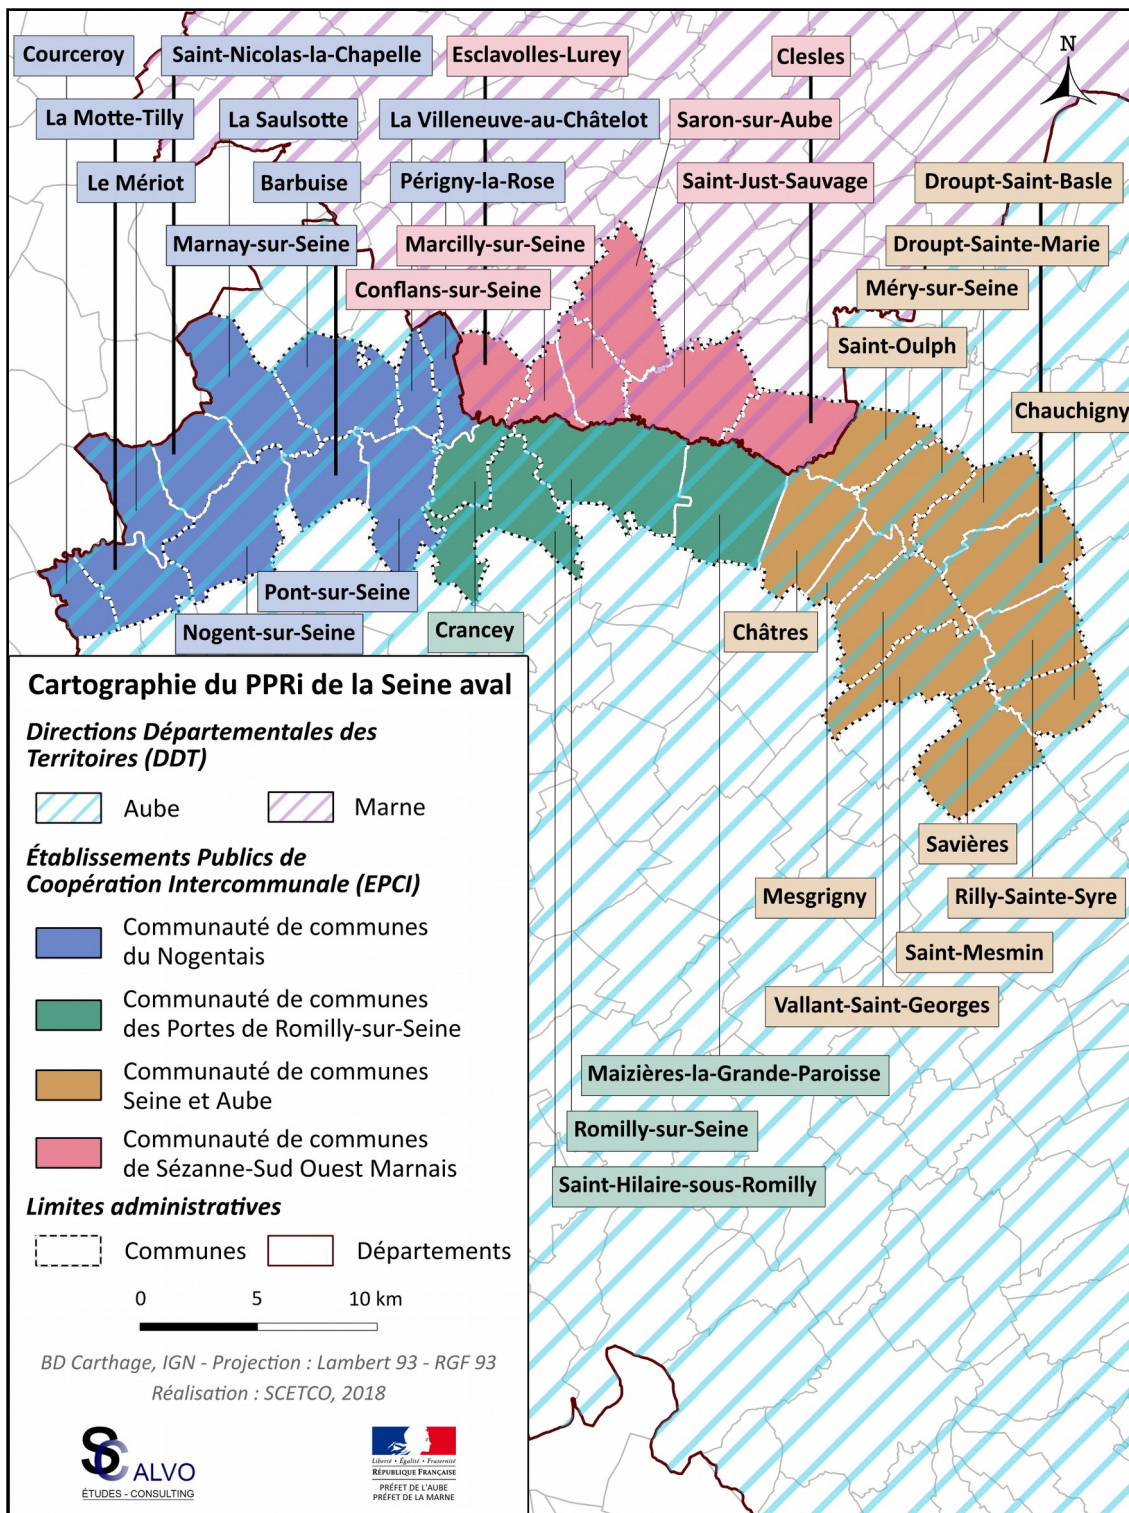 Courceroy
Saint-Nicolas-la-Chapelle
Esclavolles-Lurey
Clesles
N
La Motte-Tilly
La Saulsotte
La Villeneuve-au-Châtelot
Saron-sur-Aube
Le Mériot
Barbuise
Périgny-la-Rose
Saint-Just-Sauvage
Droupt-Saint-Basle
Marnay-sur-Seine
Marcilly-sur-Seine
Droupt-Sainte-Marie
Conflans-sur-Seine
Méry-sur-Seine
Saint-Oulph
Chauchigny
Pont-sur-Seine
Nogent-sur-Seine
Crancey
Châtres
Savières
Mesgrigny
Rilly-Sainte-Syre
Saint-Mesmin
Vallant-Saint-Georges
Maizières-la-Grande-Paroisse
Romilly-sur-Seine
Saint-Hilaire-sous-Romilly
Cartographie du PPRi de la Seine aval
Directions Départementales des
Territoires (DDT)
Aube
Marne
Établissements Publics de
Coopération Intercommunale (EPCI)
Communauté de communes
du Nogentais
Communauté de communes
des Portes de Romilly-sur-Seine
Communauté de communes
Seine et Aube
Communauté de communes
de Sézanne-Sud Ouest Marnais
Limites administratives
Communes
Départements
0 5 10 km
BD Carthage, IGN - Projection : Lambert 93 - RGF 93
Réalisation : SCETCO, 2018
SC ALVO
ÉTUDES - CONSULTING
Liberté • Égalité • Fraternité
RÉPUBLIQUE FRANÇAISE
PRÉFET DE L'AUBE
PRÉFET DE LA MARNE